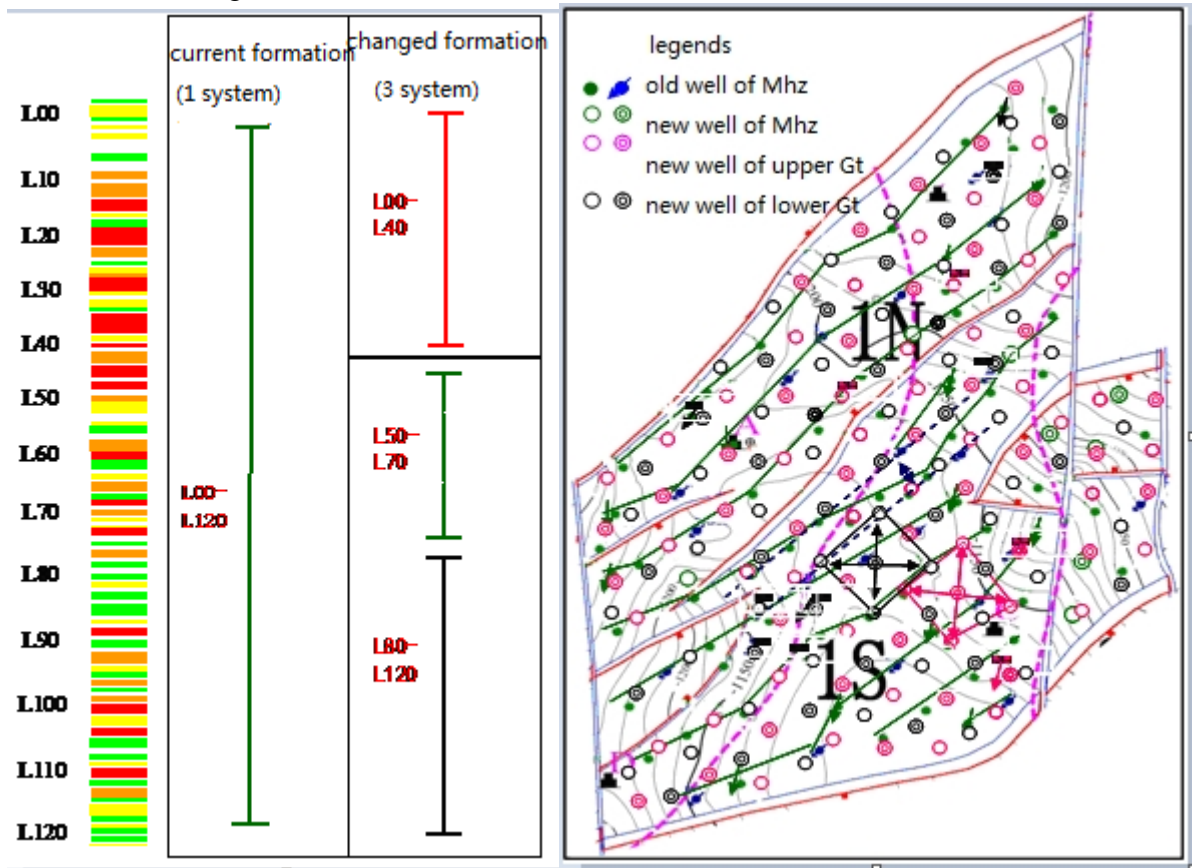 current formation
(1 system)
changed formation
(3 system)
L00
L10
L20
L30
L40
L50
L60
L70
L80
L90
L100
L110
L120
L00-
L120
L00-
L40
L50-
L70
L80-
L120
legends
old well of Mhz
new well of Mhz
new well of upper Gt
new well of lower Gt
1N
1S
A
-1150